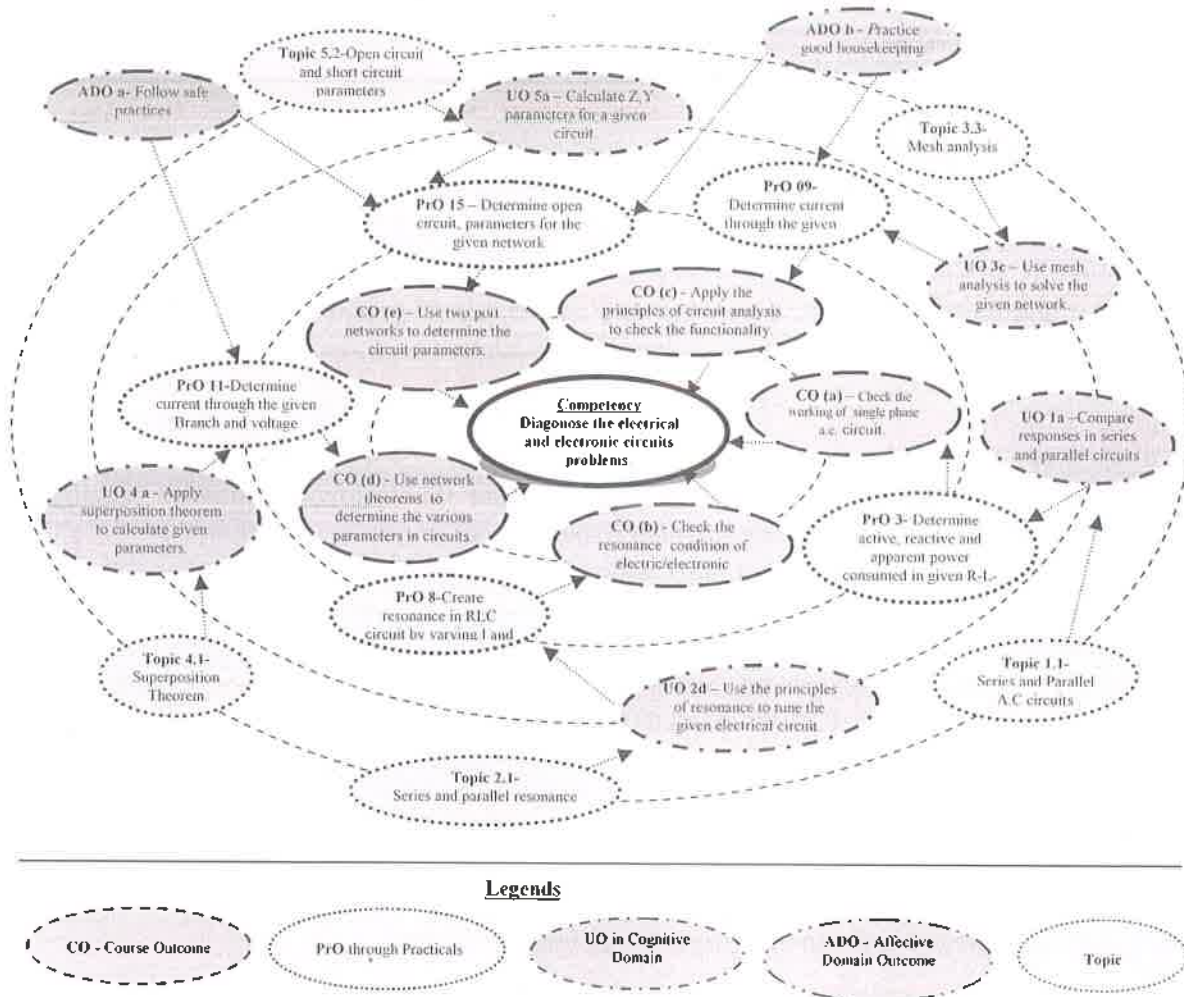 ADO b - Practice
good housekeeping.
Topic 5.2-Open circuit
and short circuit
parameters
ADO a- Follow safe
practices
UO 5a – Calculate Z,Y
parameters for a given
circuit
Topic 3.3-
Mesh analysis
PrO 15 – Determine open
circuit, parameters for the
given network
PrO 09-
Determine current
through the given
UO 3c – Use mesh
analysis to solve the
given network.
CO (e) – Use two port
networks to determine the
circuit parameters.
CO (c) - Apply the
principles of circuit analysis
to check the functionality.
PrO 11-Determine
current through the given
Branch and voltage
Competency
Diagonose the electrical
and electronic circuits
problems
CO (a) – Check the
working of single phase
a.c. circuit.
UO 1a –Compare
responses in series
and parallel circuits
UO 4 a - Apply
superposition theorem
to calculate given
parameters.
CO (d) - Use network
theorems to
determine the various
parameters in circuits
CO (b) - Check the
resonance condition of
electric/electronic
PrO 3- Determine
active, reactive and
apparent power
consumed in given R-L-
PrO 8-Create
resonance in RLC
circuit by varying l and
Topic 4.1-
Superposition
Theorem
UO 2d – Use the principles
of resonance to tune the
given electrical circuit
Topic 1.1-
Series and Parallel
A.C circuits
Topic 2.1-
Series and parallel resonance
Legends
CO - Course Outcome
PrO through Practicals
UO in Cognitive
Domain
ADO - Affective
Domain Outcome
Topic